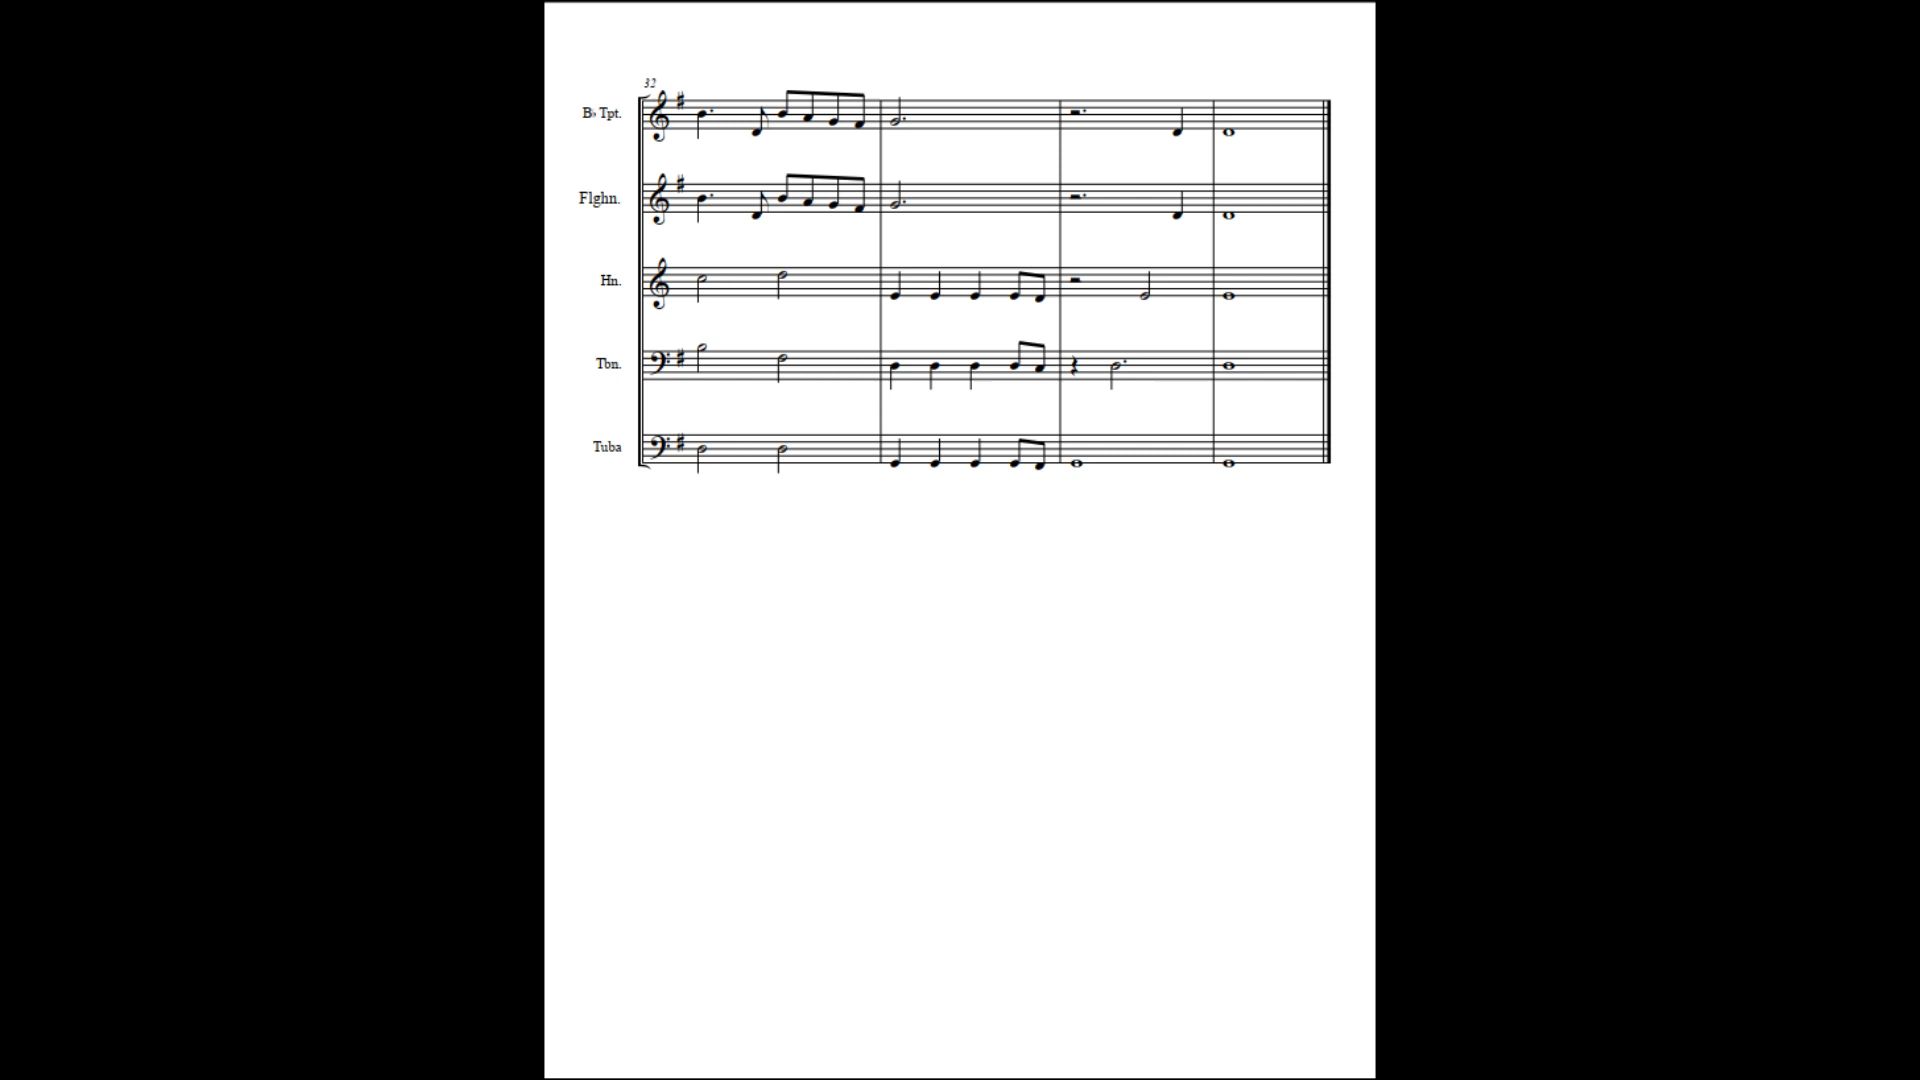 32
B♭ Tpt.
Flghn.
Hn.
Tbn.
Tuba